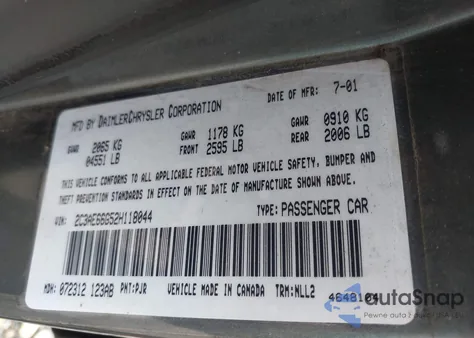 MFD BY DAIMLERCHRYSLER CORPORATION DATE OF MFR: 7-01
GVWR 2065 KG GAWR 1178 KG GAWR 0910 KG
04551 LB FRONT 2595 LB REAR 2006 LB
THIS VEHICLE CONFORMS TO ALL APPLICABLE FEDERAL MOTOR VEHICLE SAFETY, BUMPER AND
THEFT PREVENTION STANDARDS IN EFFECT ON THE DATE OF MANUFACTURE SHOWN ABOVE.
VIN: 2C3AE66G52H118044 TYPE: PASSENGER CAR
MDH: 072312 123AB PNT:PJR VEHICLE MADE IN CANADA TRM:NLL2
autoSnap
Pewne auto